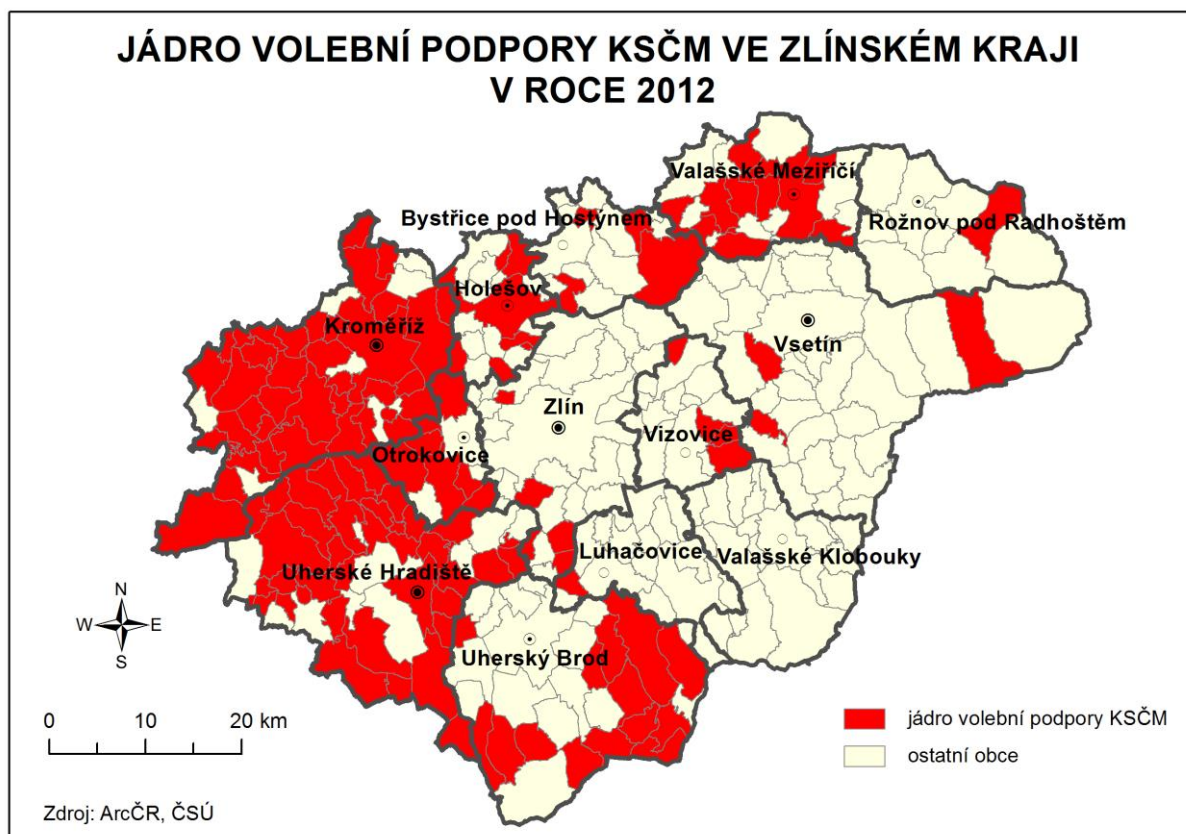 JÁDRO VOLEBNÍ PODPORY KSČM VE ZLÍNSKÉM KRAJI
V ROCE 2012
Valašské Meziříčí
Bystřice pod Hostýnem
Rožnov pod Radhoštěm
Holešov
Kroměříž
Vsetín
Zlín
Vizovice
Otrokovice
Luhačovice
Valašské Klobouky
Uherské Hradiště
Uherský Brod
N
W E
S
0 10 20 km
jádro volební podpory KSČM
ostatní obce
Zdroj: ArcČR, ČSÚ